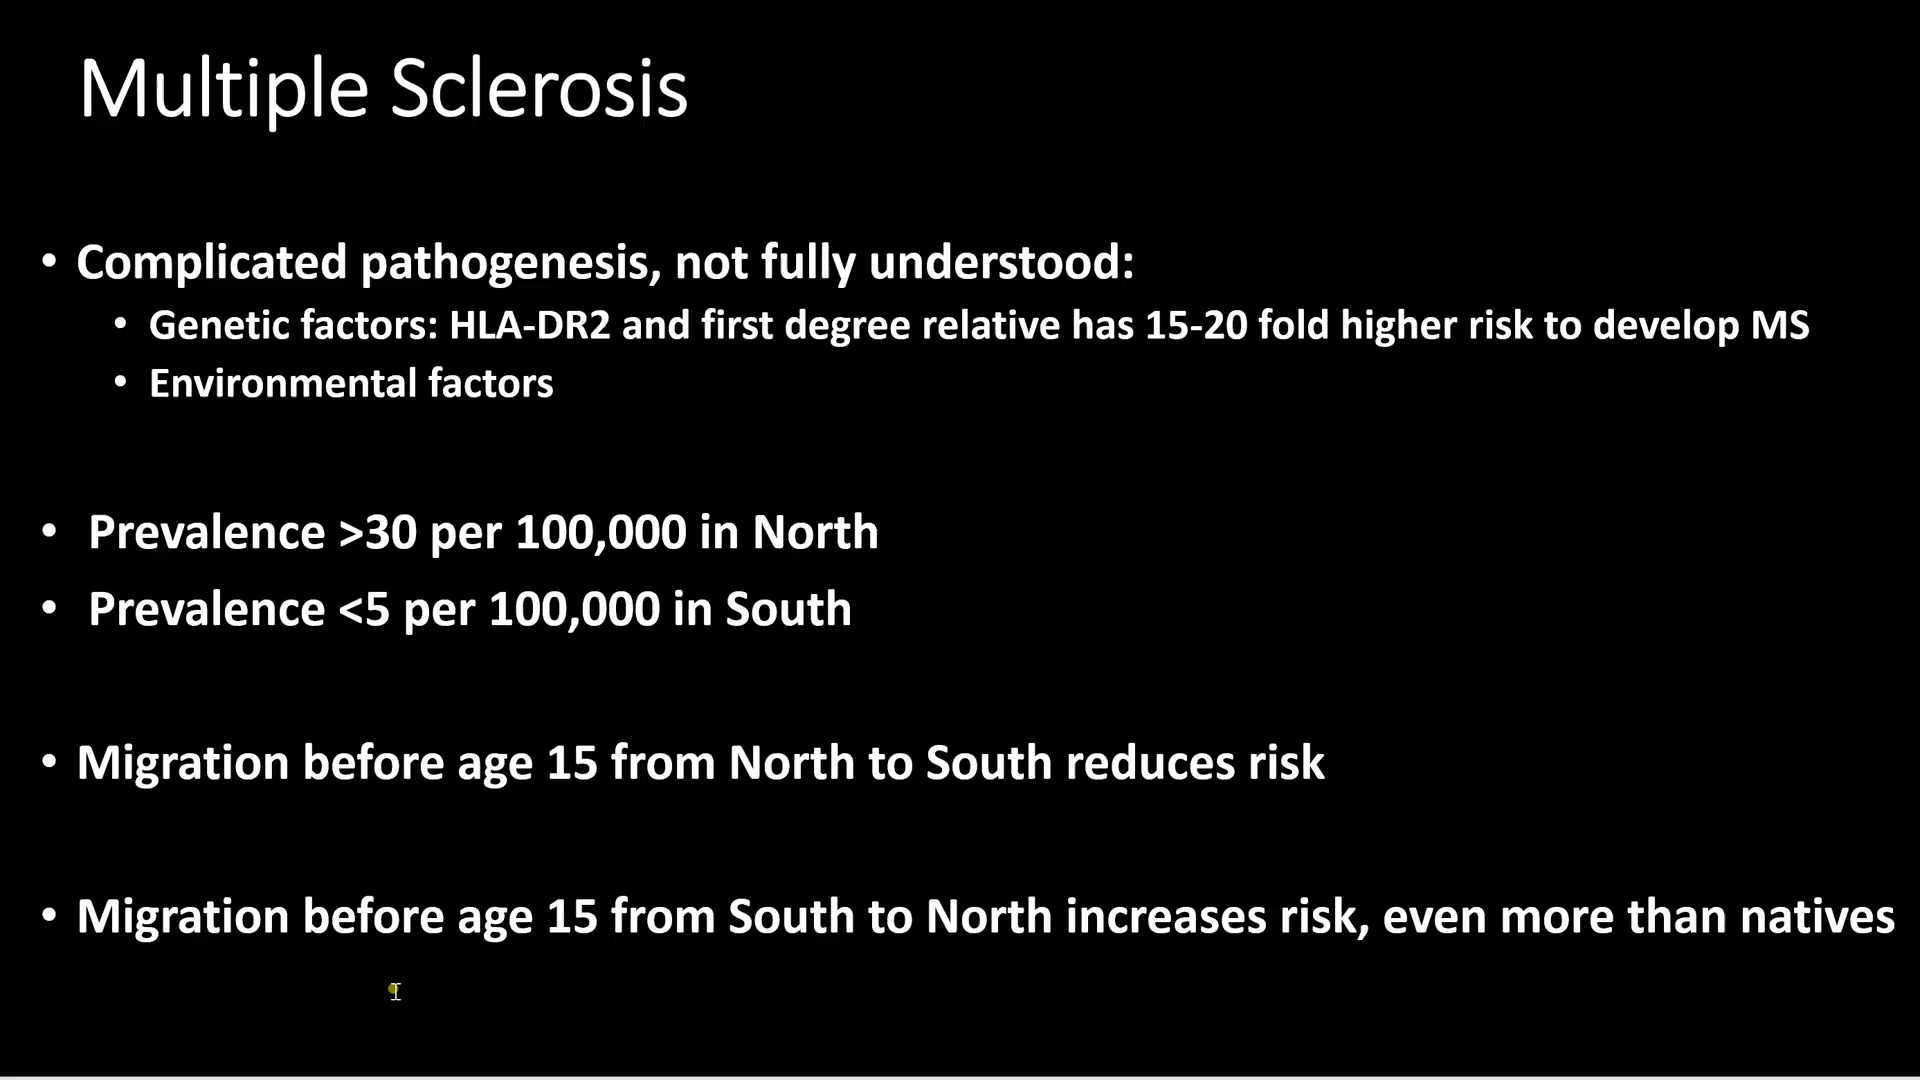 Multiple Sclerosis
• Complicated pathogenesis, not fully understood:
• Genetic factors: HLA-DR2 and first degree relative has 15-20 fold higher risk to develop MS
• Environmental factors
• Prevalence >30 per 100,000 in North
• Prevalence <5 per 100,000 in South
• Migration before age 15 from North to South reduces risk
• Migration before age 15 from South to North increases risk, even more than natives